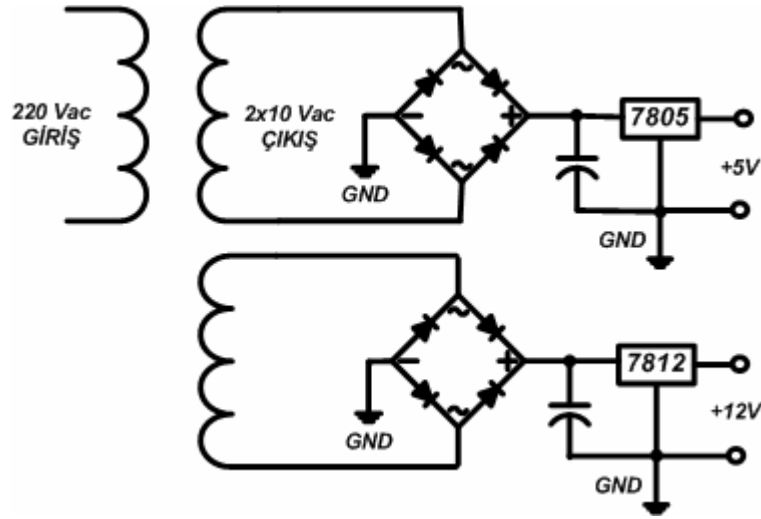 220 Vac
GİRİŞ
2x10 Vac
ÇIKIŞ
~
~
−
+
GND
7805
+5V
GND
~
~
−
+
GND
7812
+12V
GND